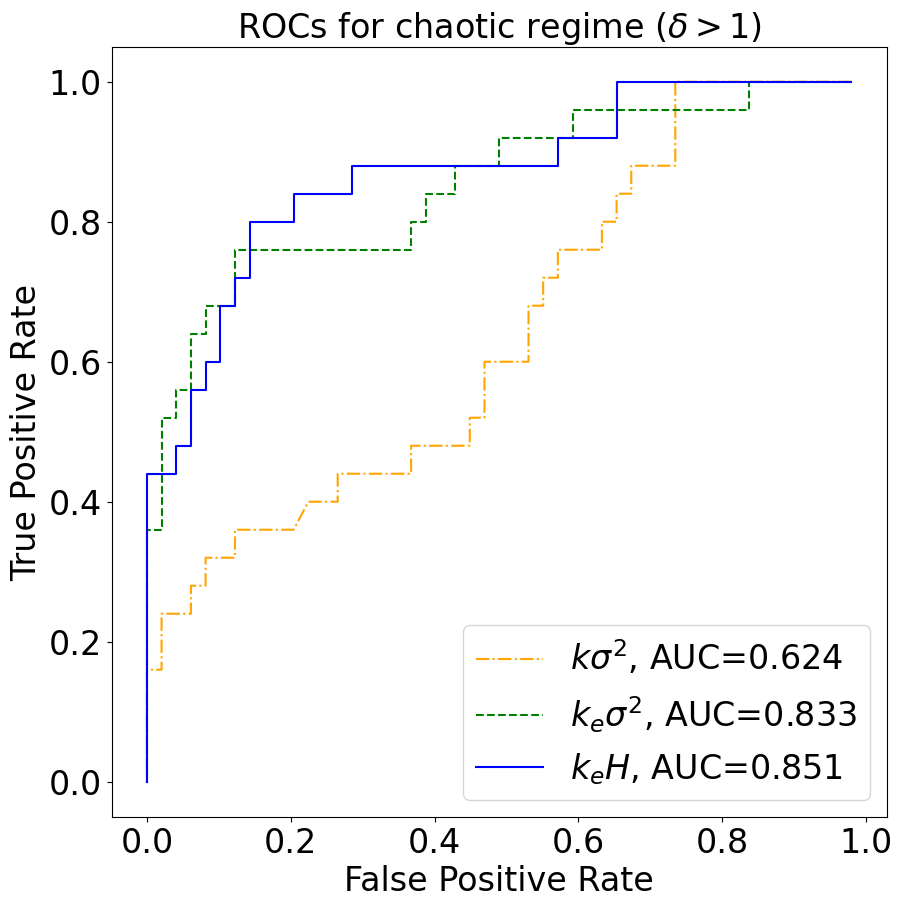 ROCs for chaotic regime (δ > 1)
1.0
0.8
0.6
0.4
0.2
0.0
True Positive Rate
kσ², AUC=0.624
kₑσ², AUC=0.833
kₑH, AUC=0.851
0.0 0.2 0.4 0.6 0.8 1.0
False Positive Rate